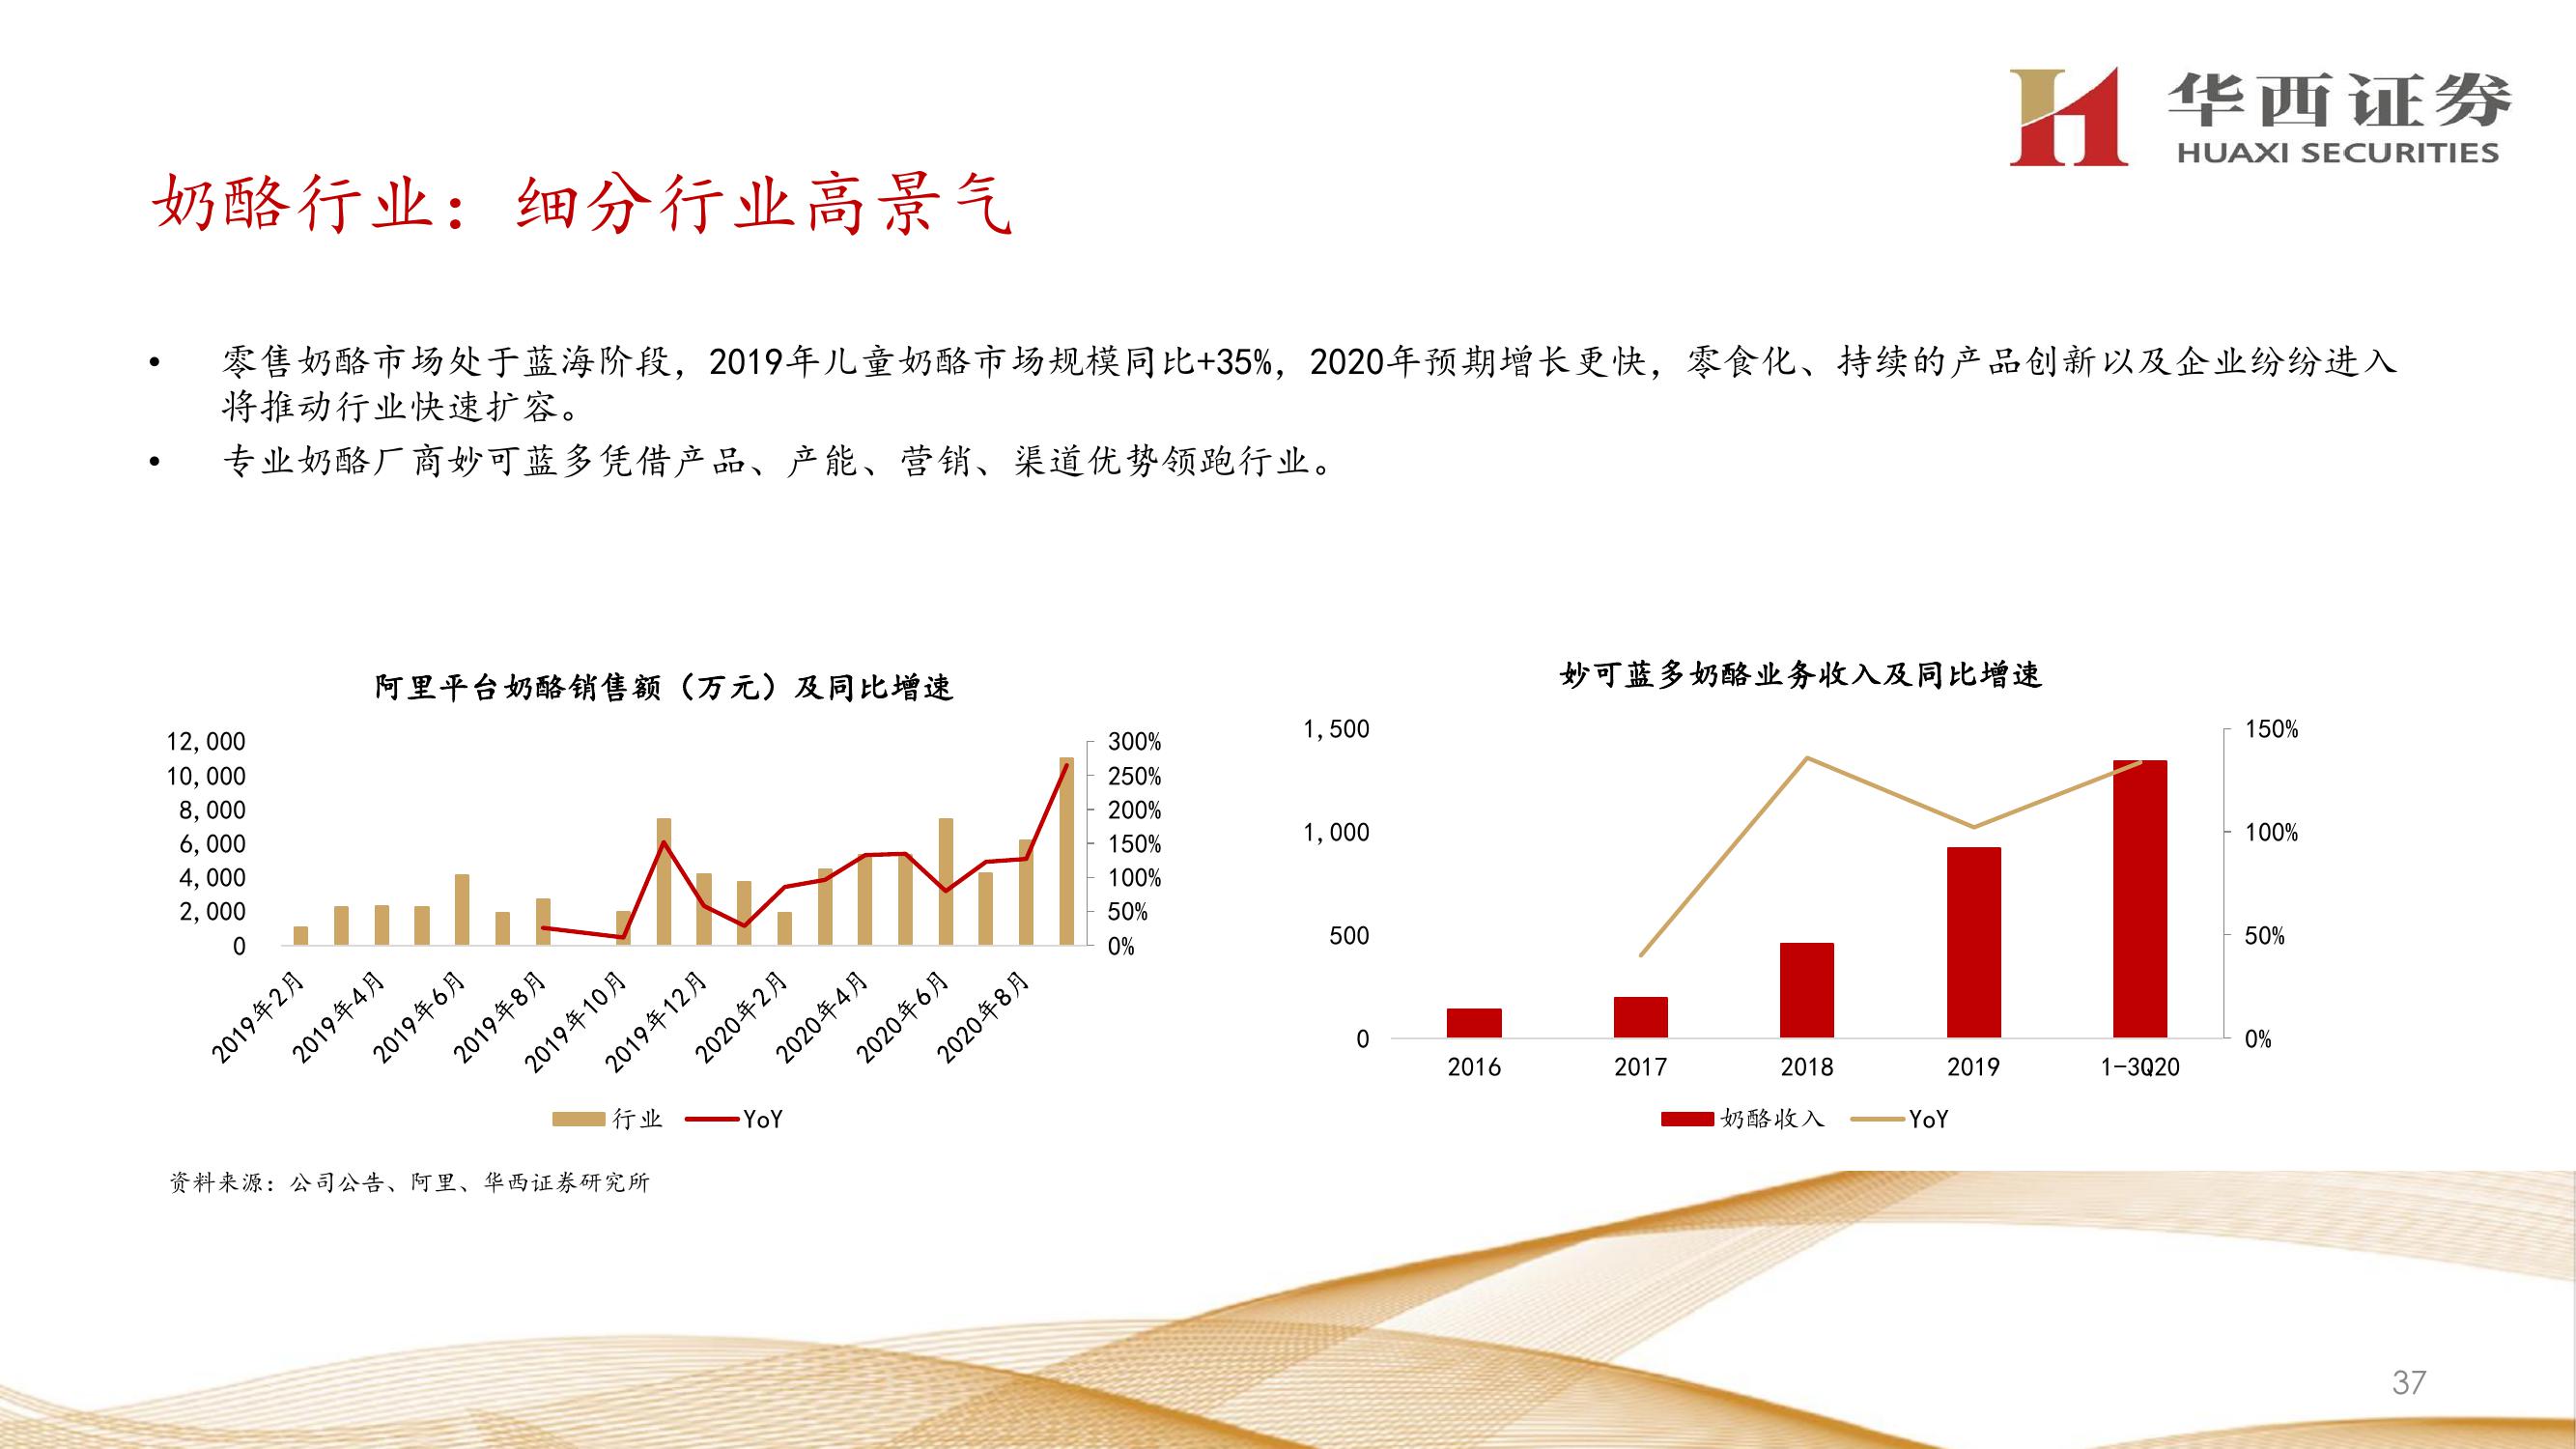 华西证券
HUAXI SECURITIES
奶酪行业：细分行业高景气
• 零售奶酪市场处于蓝海阶段，2019年儿童奶酪市场规模同比+35%，2020年预期增长更快，零食化、持续的产品创新以及企业纷纷进入
将推动行业快速扩容。
• 专业奶酪厂商妙可蓝多凭借产品、产能、营销、渠道优势领跑行业。
阿里平台奶酪销售额（万元）及同比增速
12,000
10,000
8,000
6,000
4,000
2,000
0
300%
250%
200%
150%
100%
50%
0%
2019年2月
2019年4月
2019年6月
2019年8月
2019年10月
2019年12月
2020年2月
2020年4月
2020年6月
2020年8月
行业 YoY
妙可蓝多奶酪业务收入及同比增速
1,500
1,000
500
0
150%
100%
50%
0%
2016 2017 2018 2019 1-3Q20
奶酪收入 YoY
资料来源：公司公告、阿里、华西证券研究所
37